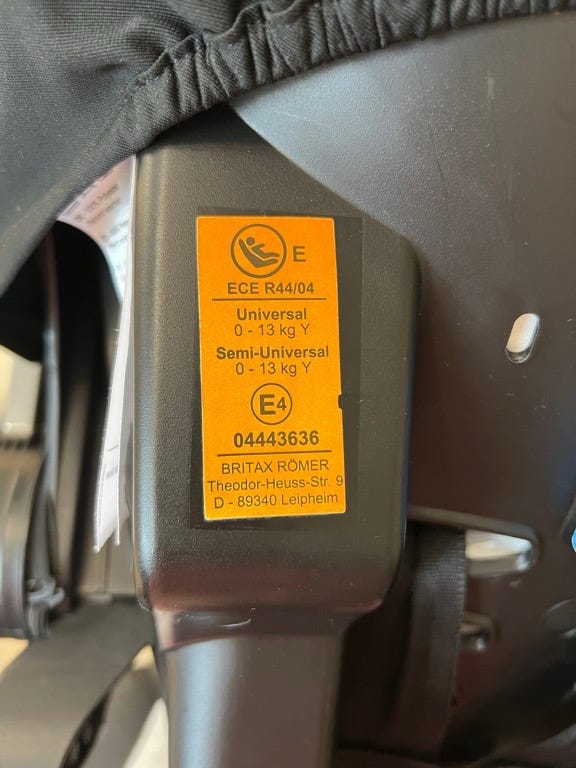 E
ECE R44/04
Universal
0 - 13 kg Y
Semi-Universal
0 - 13 kg Y
E4
04443636
BRITAX RÖMER
Theodor-Heuss-Str. 9
D - 89340 Leipheim